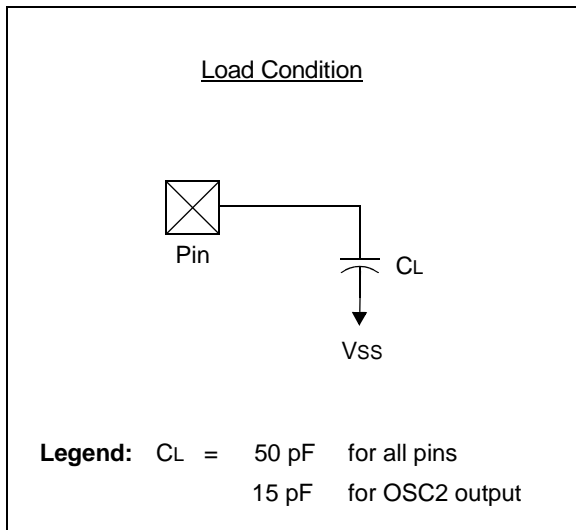 Load Condition
Pin
CL
VSS
Legend: CL = 50 pF for all pins
15 pF for OSC2 output